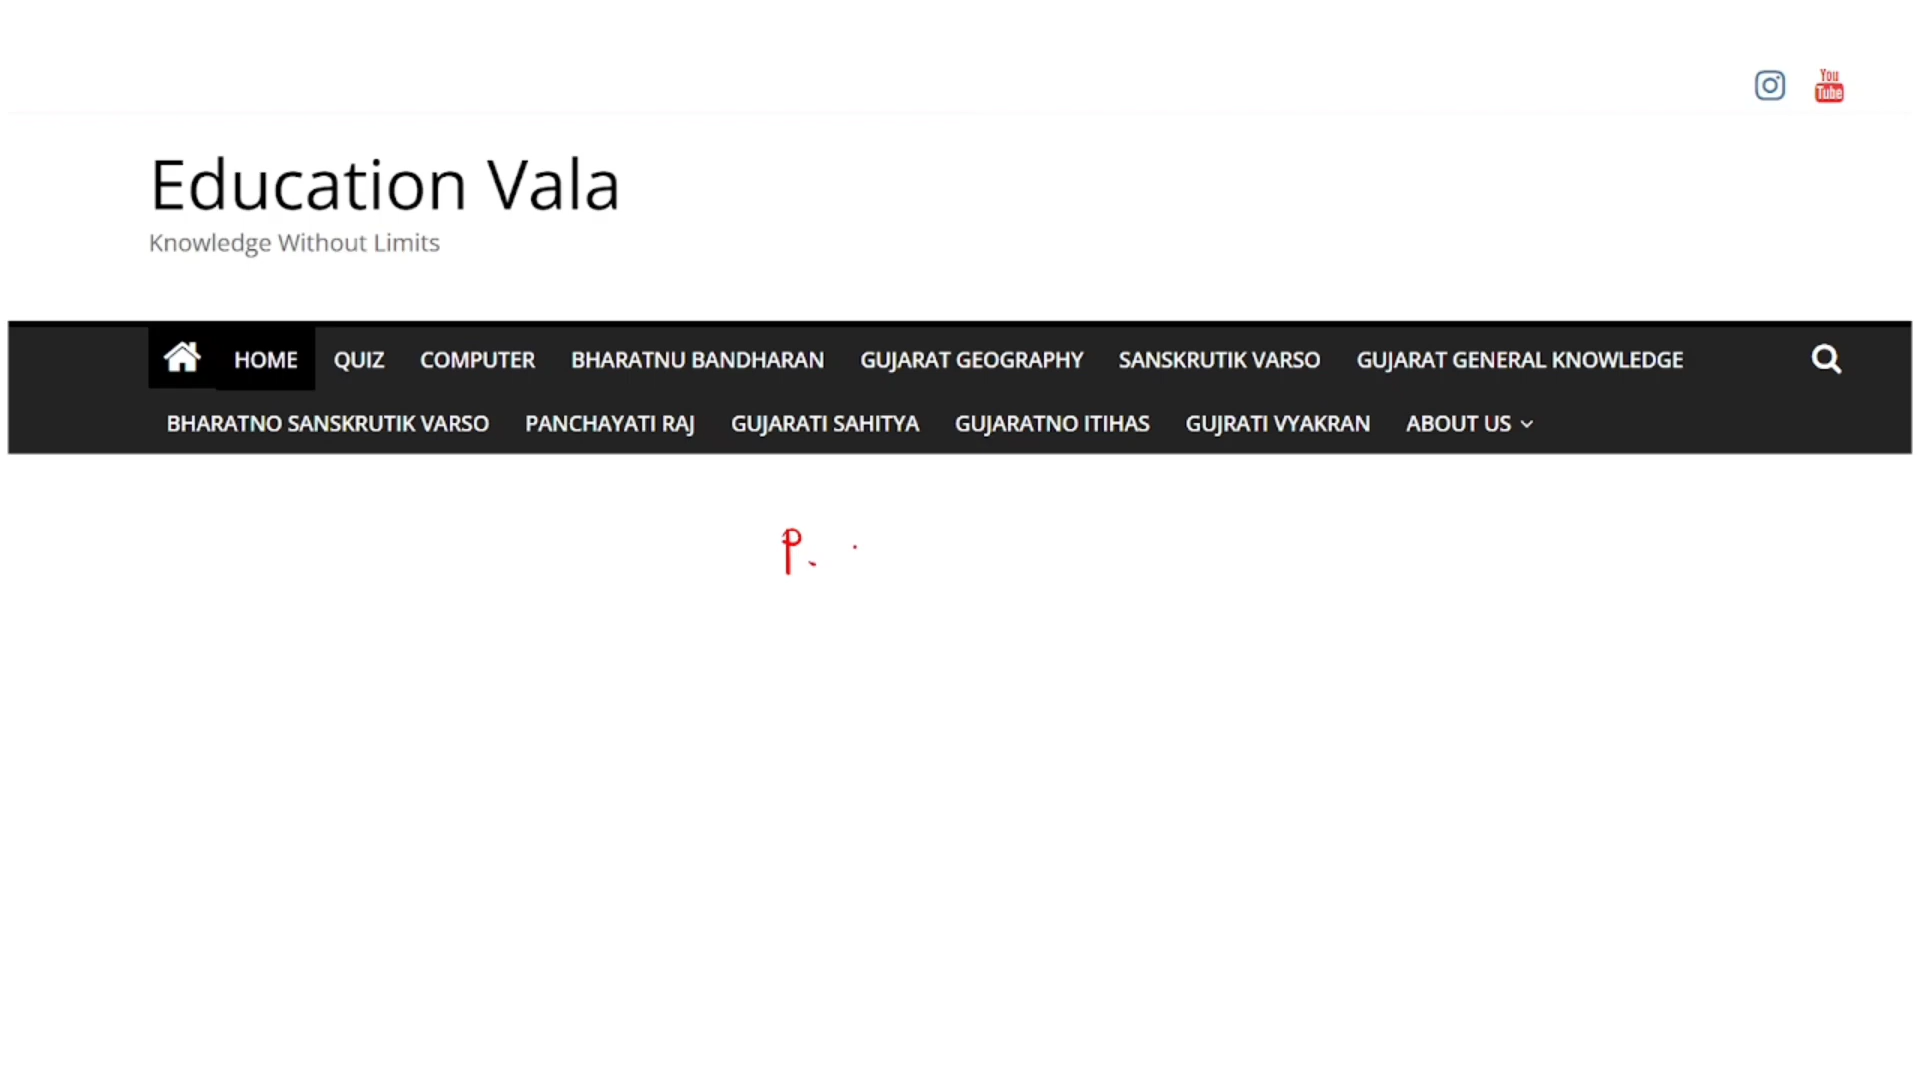 You
Tube
Education Vala
Knowledge Without Limits
HOME QUIZ COMPUTER BHARATNU BANDHARAN GUJARAT GEOGRAPHY SANSKRUTIK VARSO GUJARAT GENERAL KNOWLEDGE
BHARATNO SANSKRUTIK VARSO PANCHAYATI RAJ GUJARATI SAHITYA GUJARATNO ITIHAS GUJRATI VYAKRAN ABOUT US
P.